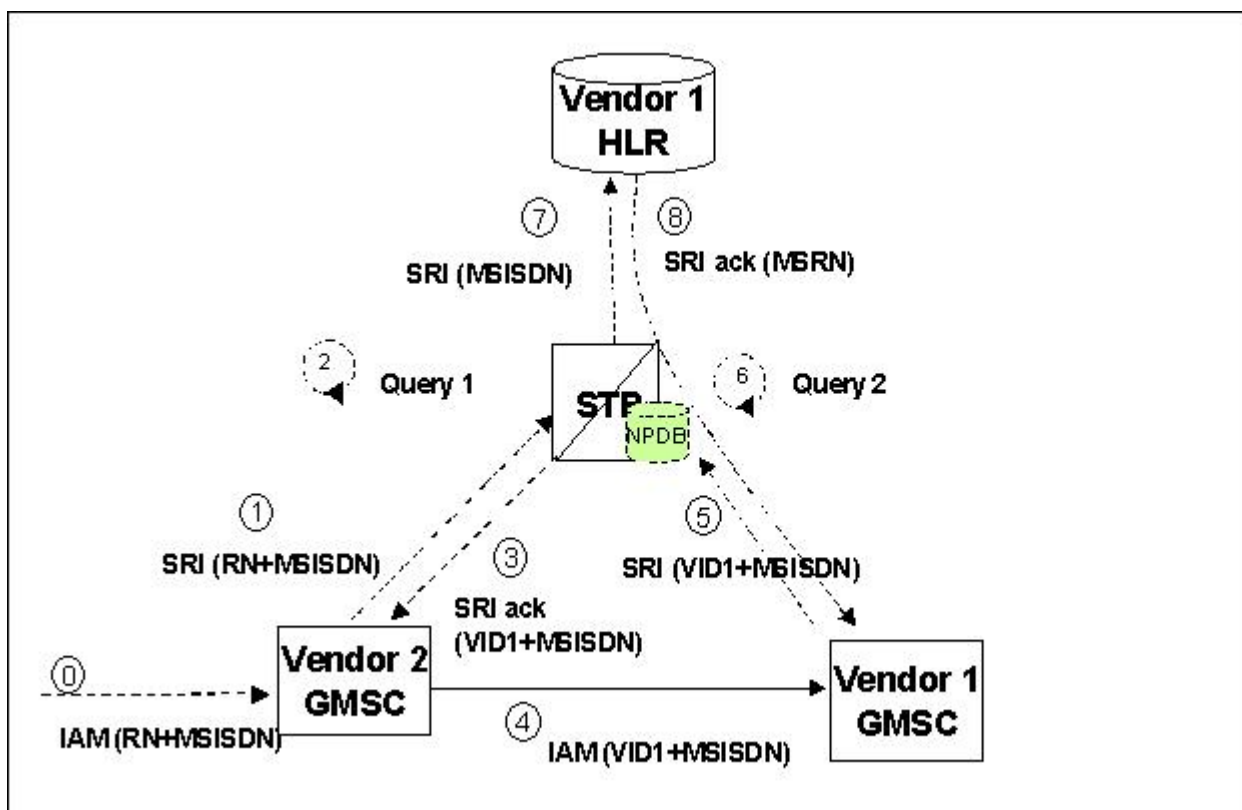 Vendor 1
HLR
7
8
SRI (MSISDN)
SRI ack (MSRN)
2
Query 1
STP
NPDB
6
Query 2
1
SRI (RN+MSISDN)
3
SRI ack
(VID1+MSISDN)
5
SRI (VID1+MSISDN)
0
IAM (RN+MSISDN)
Vendor 2
GMSC
4
IAM (VID1+MSISDN)
Vendor 1
GMSC